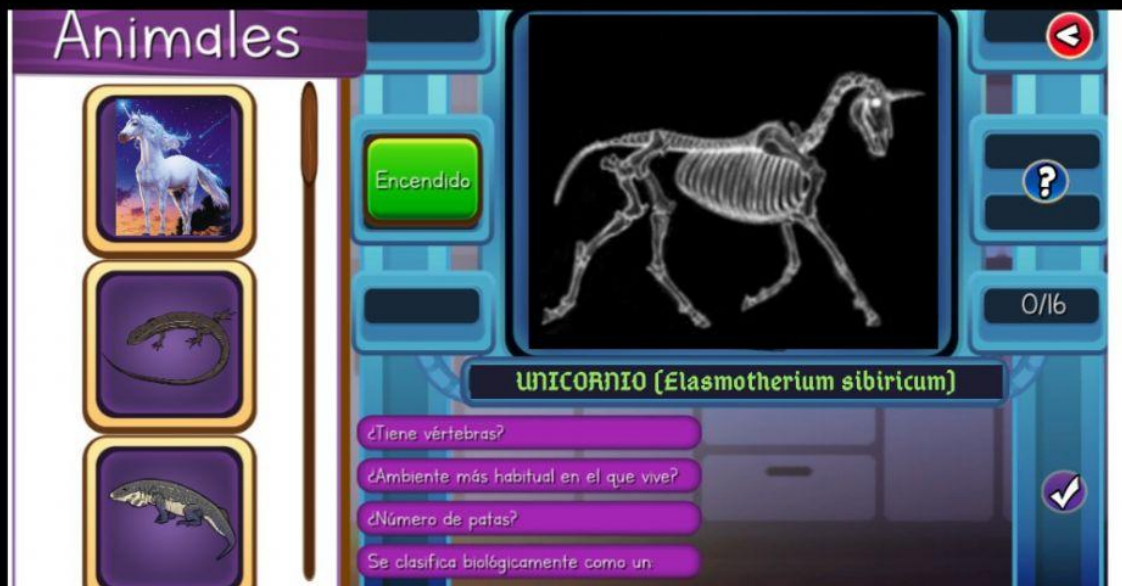 Animales
Encendido
0/16
UNICORNIO (Elasmotherium sibiricum)
¿Tiene vértebras?
¿Ambiente más habitual en el que vive?
¿Número de patas?
Se clasifica biológicamente como un: